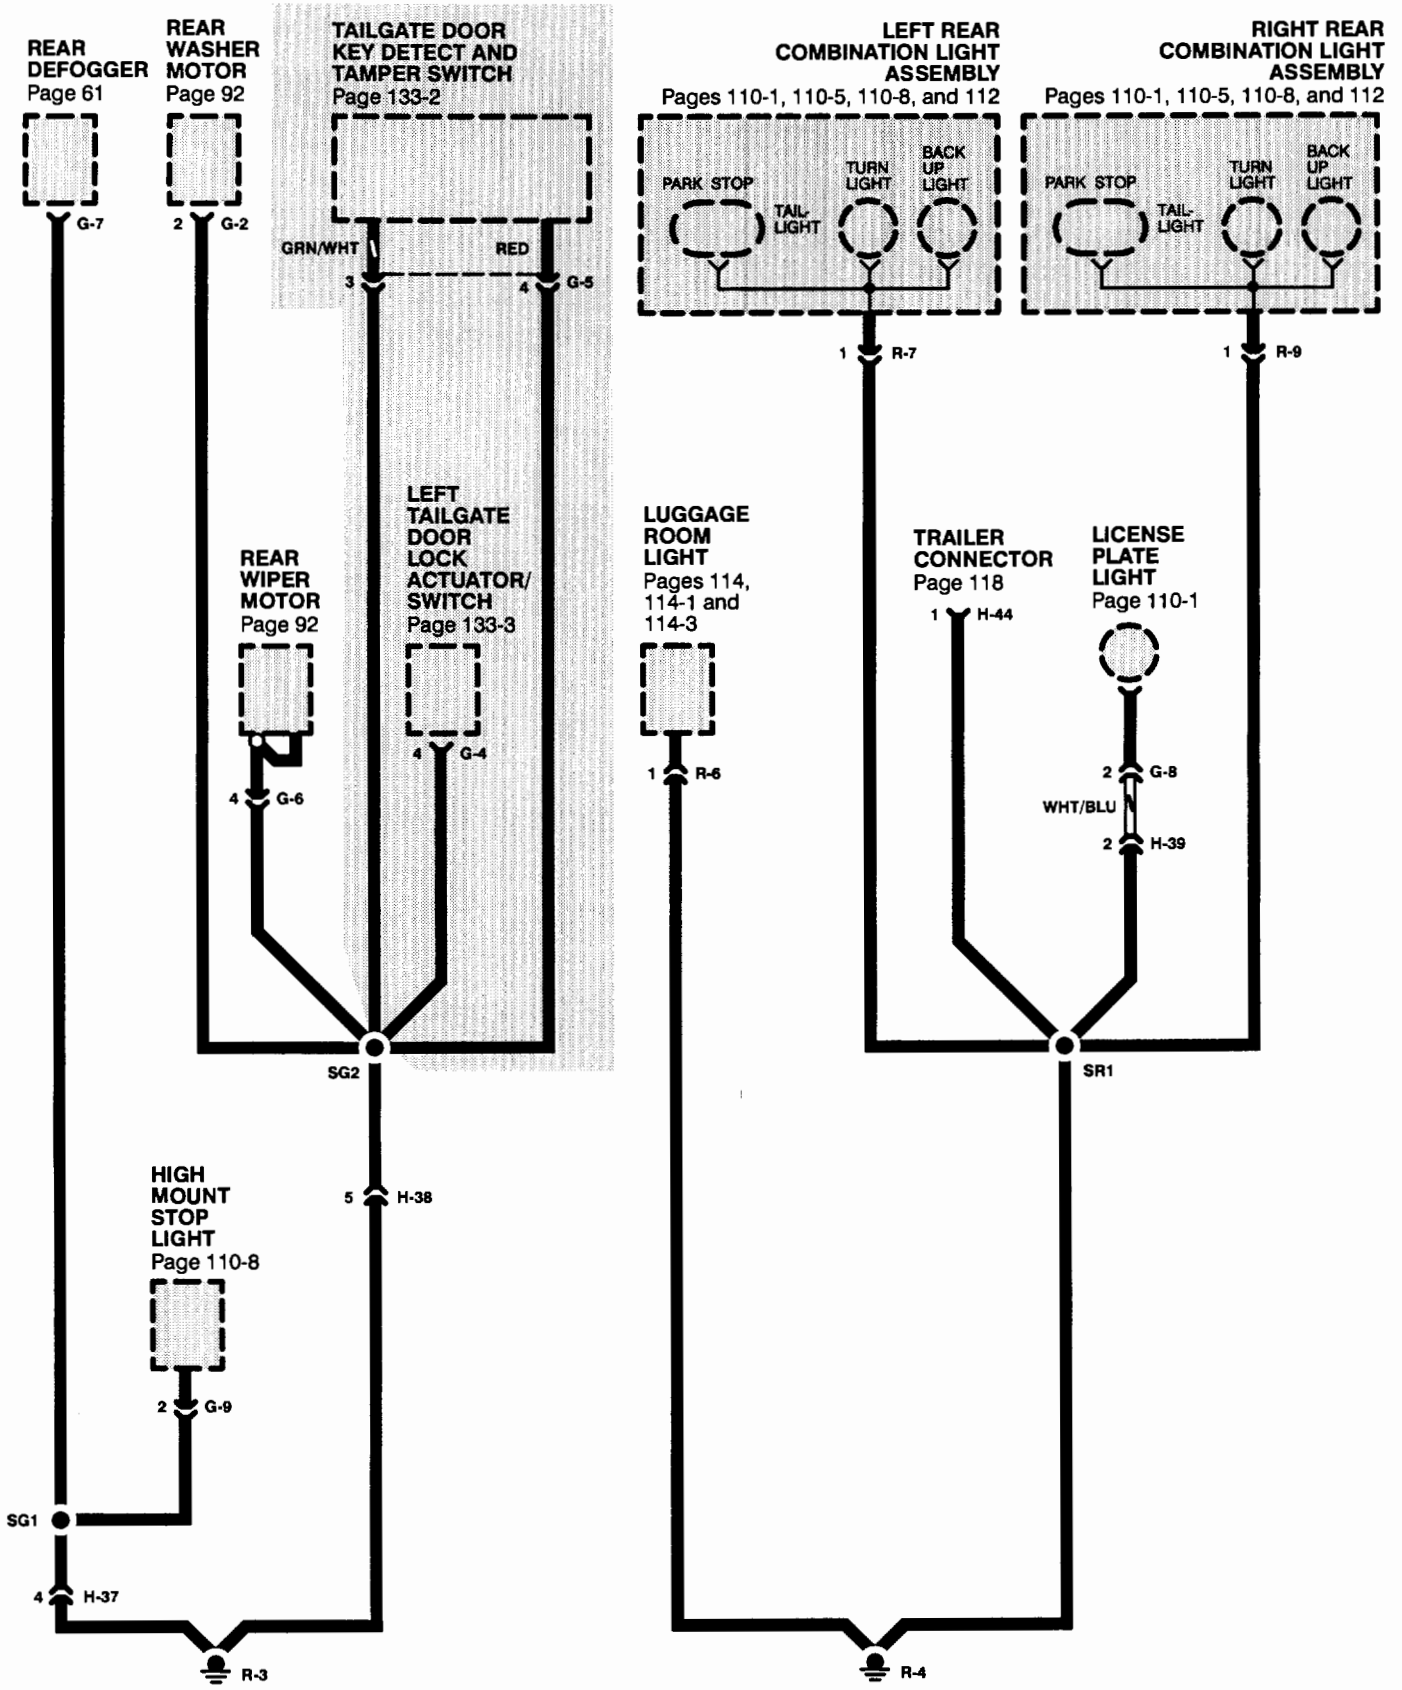 REAR
DEFOGGER
Page 61
REAR
WASHER
MOTOR
Page 92
TAILGATE DOOR
KEY DETECT AND
TAMPER SWITCH
Page 133-2
LEFT REAR
COMBINATION LIGHT
ASSEMBLY
Pages 110-1, 110-5, 110-8, and 112
RIGHT REAR
COMBINATION LIGHT
ASSEMBLY
Pages 110-1, 110-5, 110-8, and 112
PARK STOP
TAIL-
LIGHT
TURN
LIGHT
BACK
UP
LIGHT
PARK STOP
TAIL-
LIGHT
TURN
LIGHT
BACK
UP
LIGHT
G-7
2 G-2
GRN/WHT
RED
3
4 G-5
1 R-7
1 R-9
LEFT
TAILGATE
DOOR
LOCK
ACTUATOR/
SWITCH
Page 133-3
REAR
WIPER
MOTOR
Page 92
LUGGAGE
ROOM
LIGHT
Pages 114,
114-1 and
114-3
TRAILER
CONNECTOR
Page 118
LICENSE
PLATE
LIGHT
Page 110-1
1 H-44
4 G-4
4 G-6
1 R-6
2 G-8
WHT/BLU
2 H-39
SG2
SR1
HIGH
MOUNT
STOP
LIGHT
Page 110-8
5 H-38
2 G-9
SG1
4 H-37
R-3
R-4